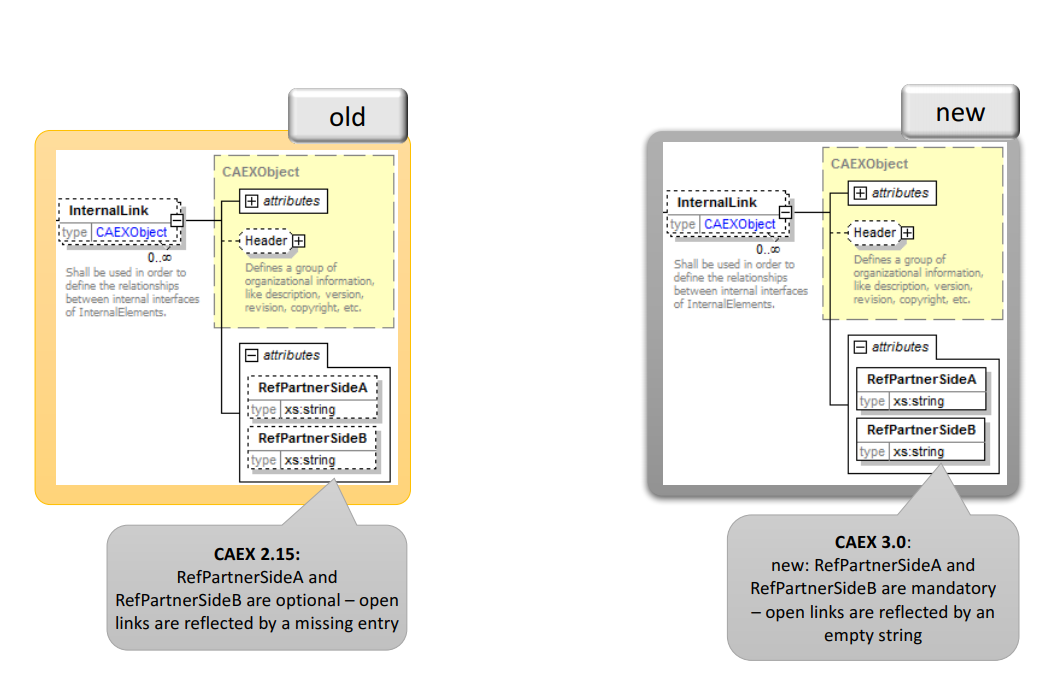 old
CAEXObject
attributes
InternalLink
type CAEXObject
0..∞
Shall be used in order to
define the relationships
between internal interfaces
of InternalElements.
Header
Defines a group of
organizational information,
like description, version,
revision, copyright, etc.
attributes
RefPartnerSideA
type xs:string
RefPartnerSideB
type xs:string
CAEX 2.15:
RefPartnerSideA and
RefPartnerSideB are optional – open
links are reflected by a missing entry
new
CAEXObject
attributes
InternalLink
type CAEXObject
0..∞
Shall be used in order to
define the relationships
between internal interfaces
of InternalElements.
Header
Defines a group of
organizational information,
like description, version,
revision, copyright, etc.
attributes
RefPartnerSideA
type xs:string
RefPartnerSideB
type xs:string
CAEX 3.0:
new: RefPartnerSideA and
RefPartnerSideB are mandatory
– open links are reflected by an
empty string